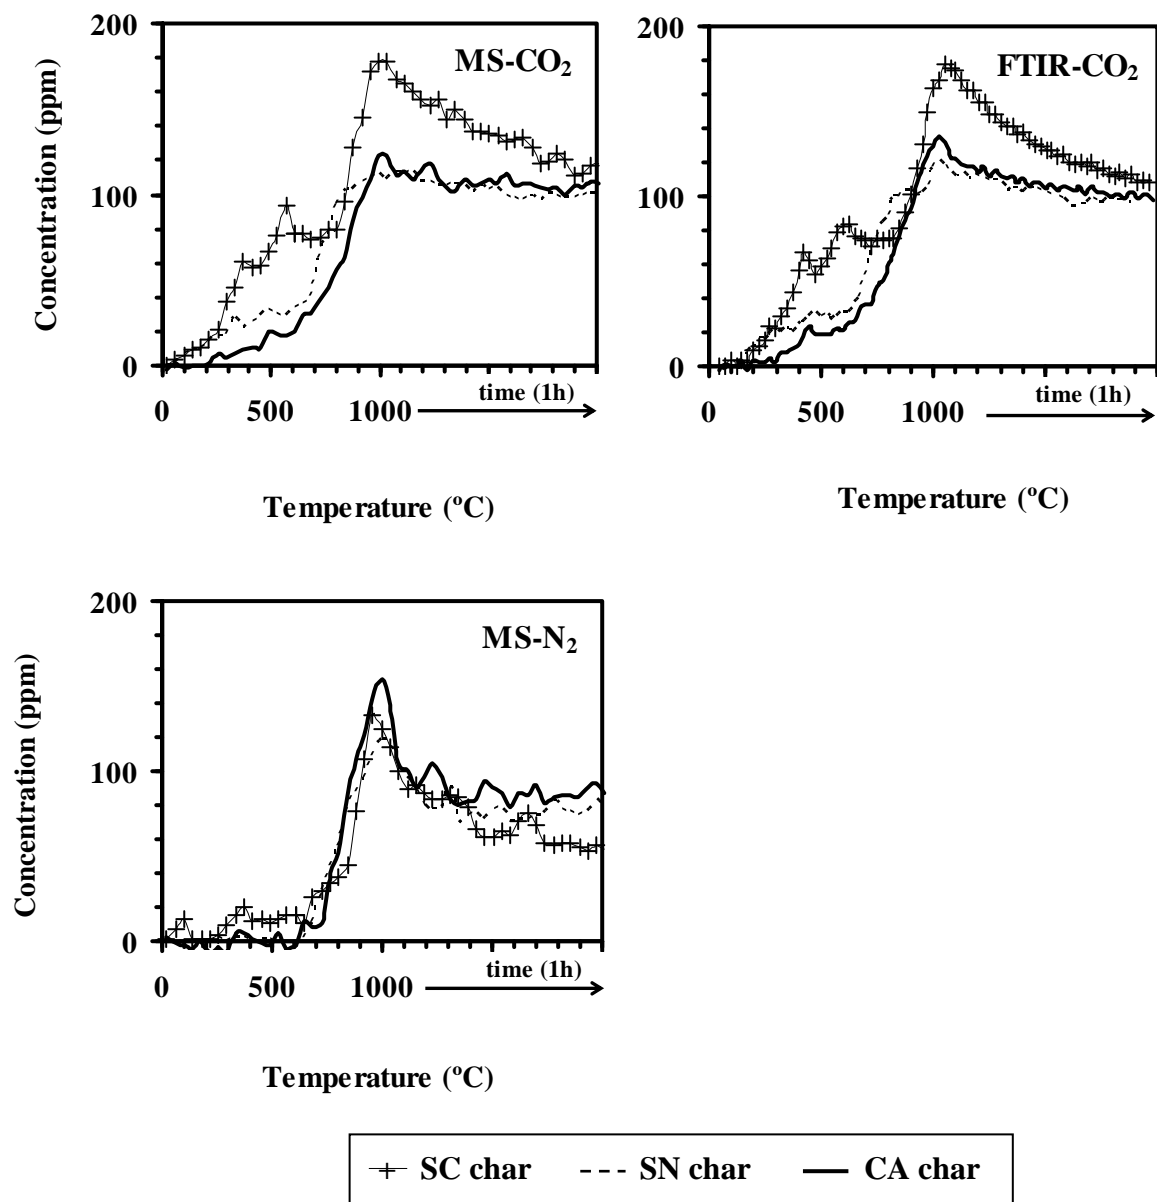 MS-CO₂
Concentration (ppm)
200
100
0
time (1h)
0 500 1000
Temperature (ºC)
FTIR-CO₂
200
100
0
time (1h)
0 500 1000
Temperature (ºC)
MS-N₂
Concentration (ppm)
200
100
0
time (1h)
0 500 1000
Temperature (ºC)
SC char SN char CA char